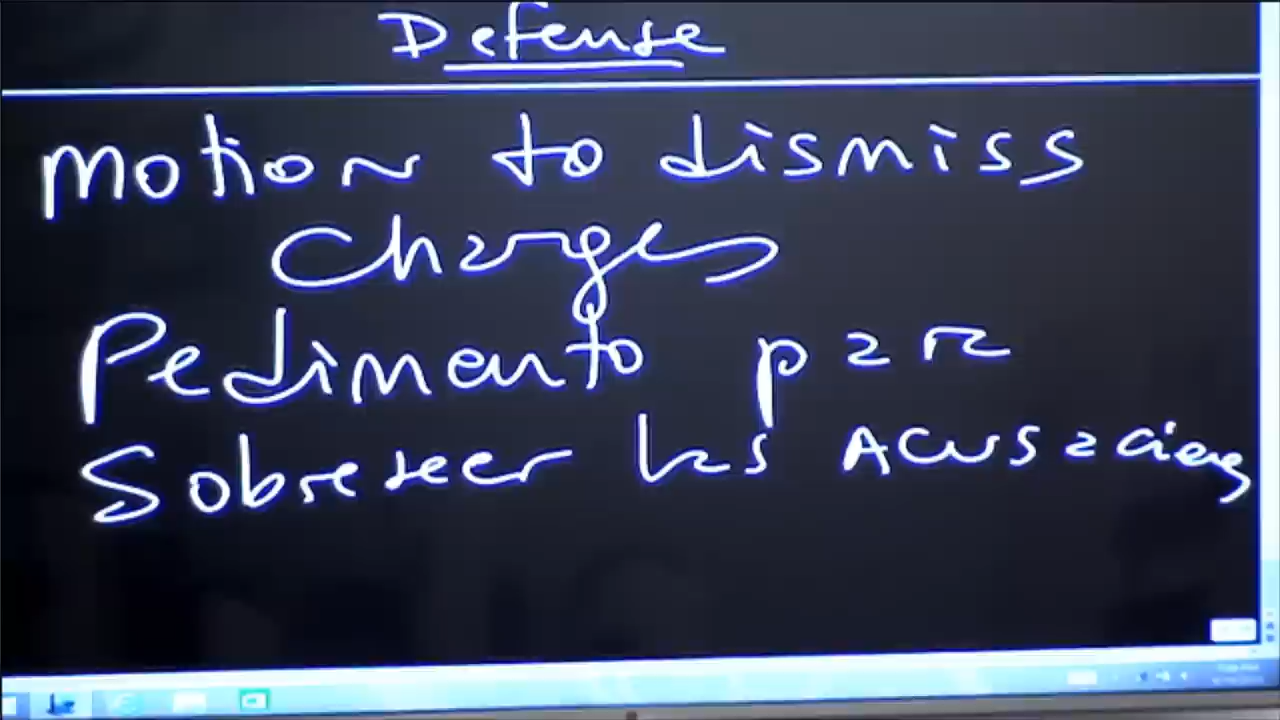 Defense
Motion to dismiss
Charges
Pedimento para
Sobreseer las Acusaciones